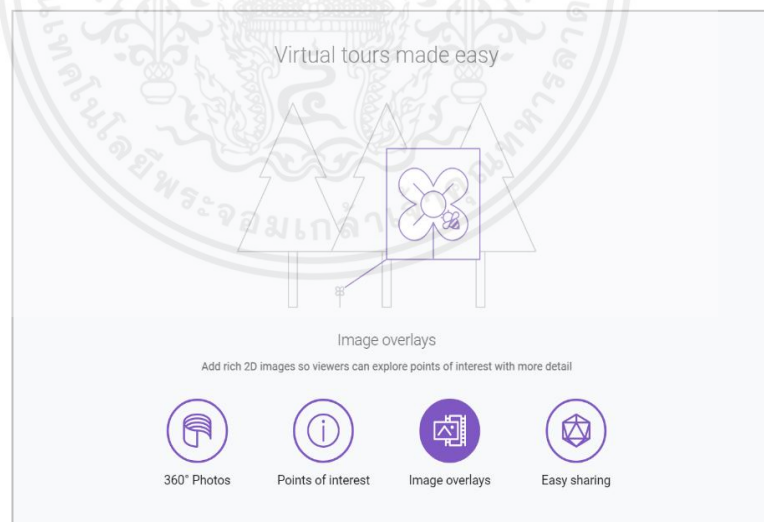 Virtual tours made easy
Image overlays
Add rich 2D images so viewers can explore points of interest with more detail
360° Photos
Points of interest
Image overlays
Easy sharing